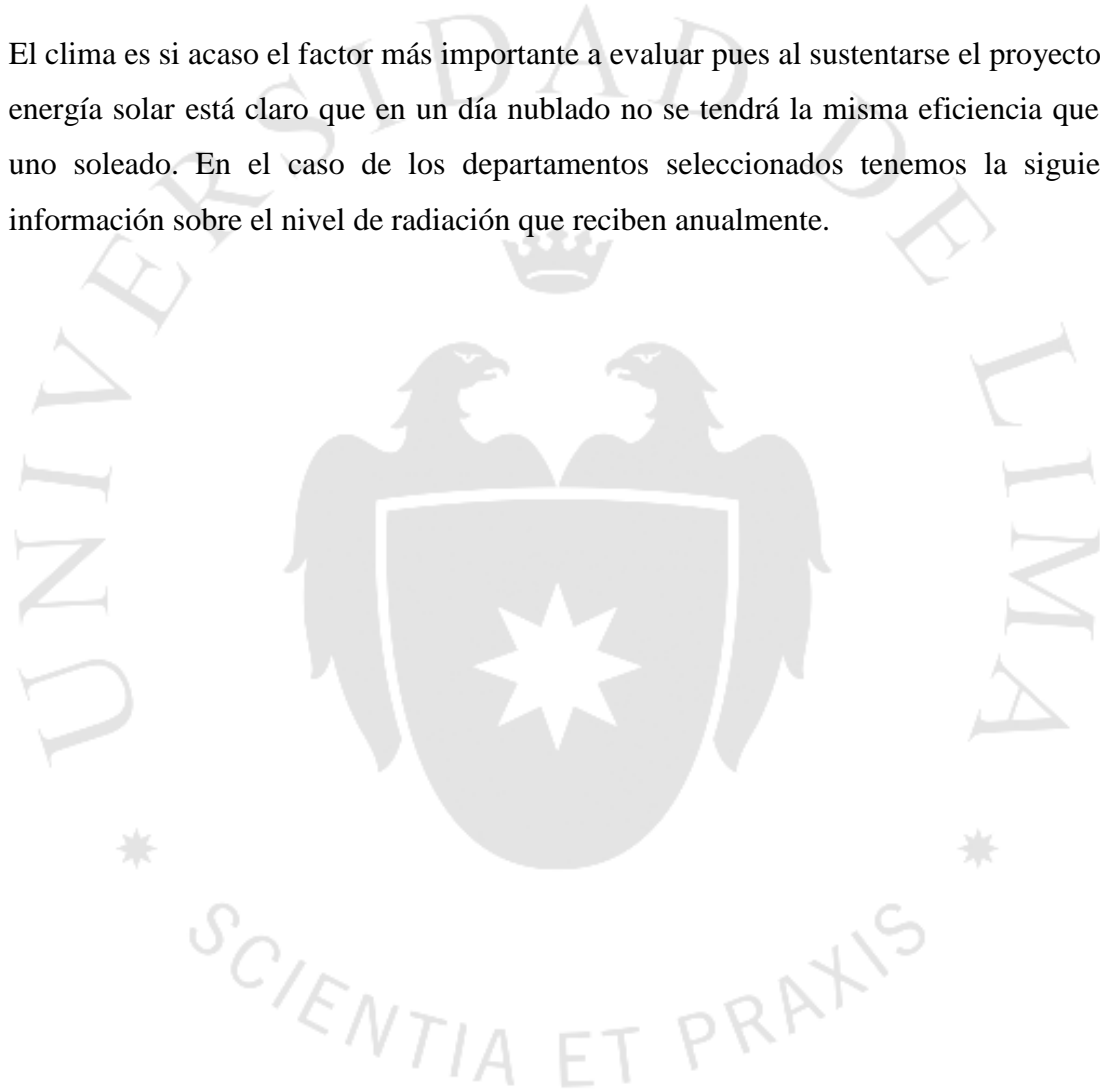 El clima es si acaso el factor más importante a evaluar pues al sustentarse el proyecto
energía solar está claro que en un día nublado no se tendrá la misma eficiencia que
uno soleado. En el caso de los departamentos seleccionados tenemos la siguie
información sobre el nivel de radiación que reciben anualmente.
UNIVERSIDAD DE LIMA
SCIENTIA ET PRAXIS